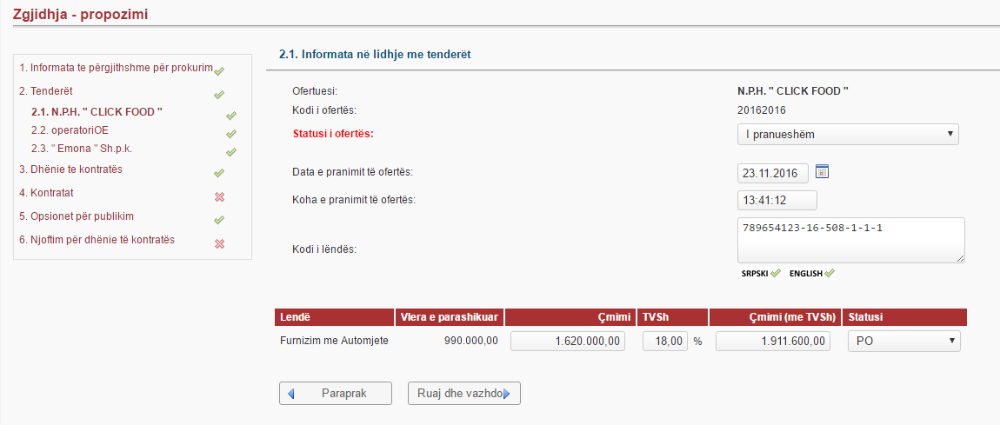 Zgjidhja - propozimi
1. Informata te përgjithshme për prokurim
2. Tenderët
2.1. N.P.H. " CLICK FOOD "
2.2. operatoriOE
2.3. " Emona " Sh.p.k.
3. Dhënie te kontratës
4. Kontratat
5. Opsionet për publikim
6. Njoftim për dhënie të kontratës
2.1. Informata në lidhje me tenderët
Ofertuesi: N.P.H. " CLICK FOOD "
Kodi i ofertës: 20162016
Statusi i ofertës: I pranueshëm
Data e pranimit të ofertës: 23.11.2016
Koha e pranimit të ofertës: 13:41:12
Kodi i lëndës: 789654123-16-508-1-1-1
SRPSKI ENGLISH
Lendë Vlera e parashikuar Çmimi TVSh Çmimi (me TVSh) Statusi
Furnizim me Automjete 990.000,00 1.620.000,00 18,00 % 1.911.600,00 PO
Paraprak Ruaj dhe vazhdo